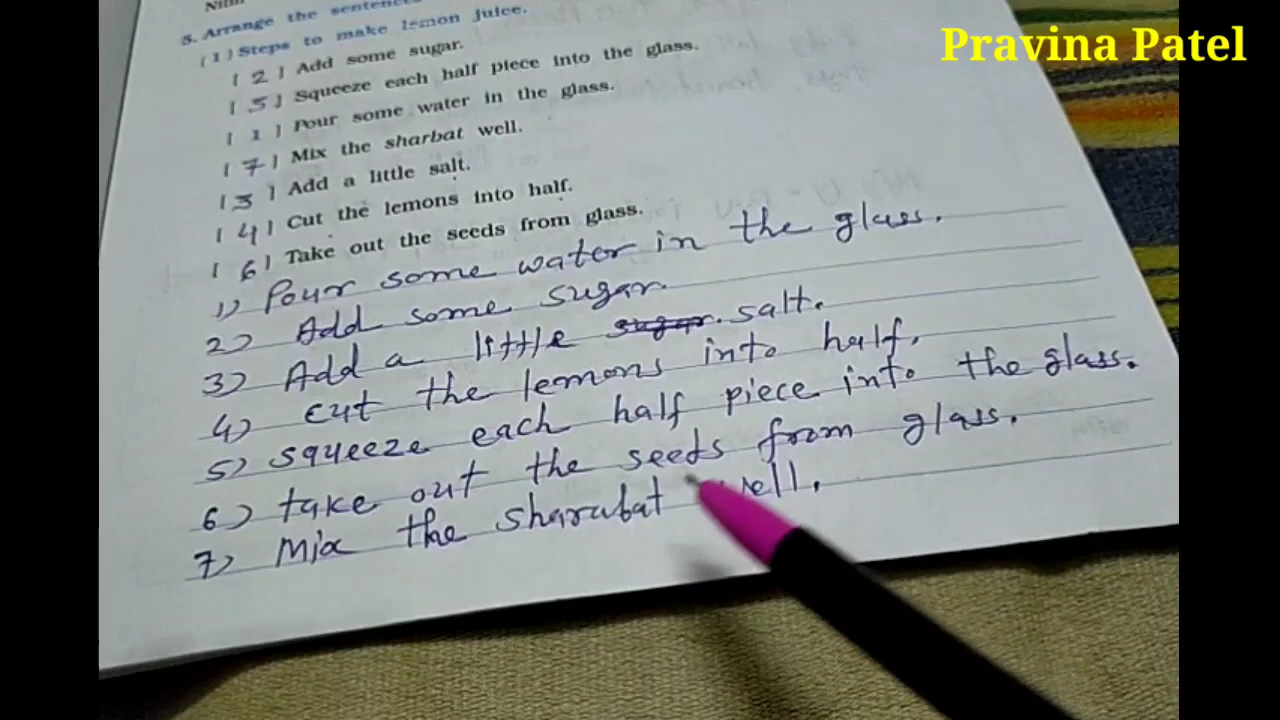 Pravina Patel
5. Arrange the sentences
(1) Steps to make lemon juice.
[ 2 ] Add some sugar.
[ 5 ] Squeeze each half piece into the glass.
[ 1 ] Pour some water in the glass.
[ 7 ] Mix the sharbat well.
[ 3 ] Add a little salt.
[ 4 ] Cut the lemons into half.
[ 6 ] Take out the seeds from glass.
1) Pour some water in the glass.
2) Add some sugar.
3) Add a little sugar. salt.
4) cut the lemons into half.
5) squeeze each half piece into the glass.
6) take out the seeds from glass.
7) Mix the sharubat well.